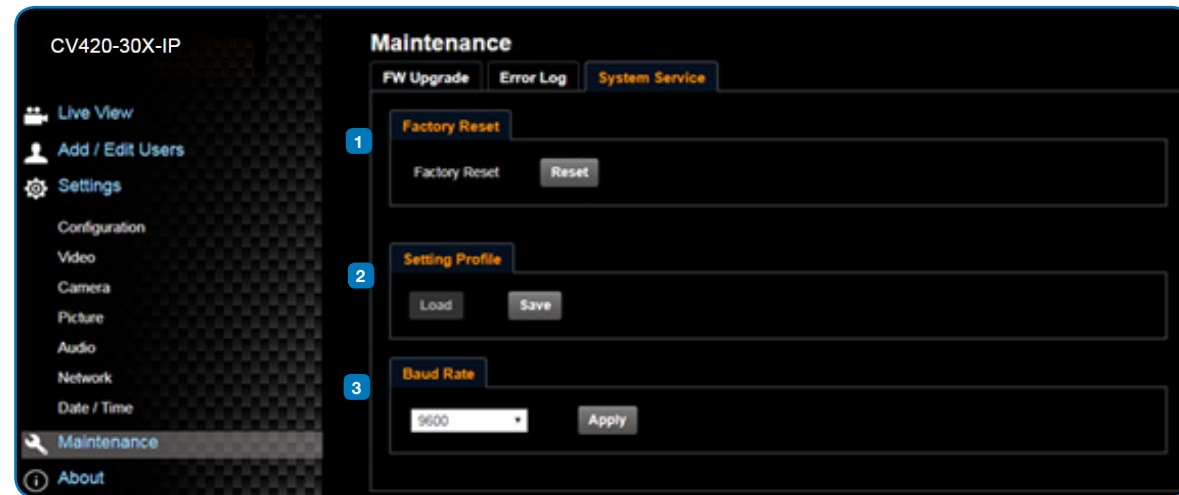 CV420-30X-IP
Live View
Add / Edit Users
Settings
Configuration
Video
Camera
Picture
Audio
Network
Date / Time
Maintenance
About
Maintenance
FW Upgrade Error Log System Service
1
Factory Reset
Factory Reset Reset
2
Setting Profile
Load Save
3
Baud Rate
9600 Apply